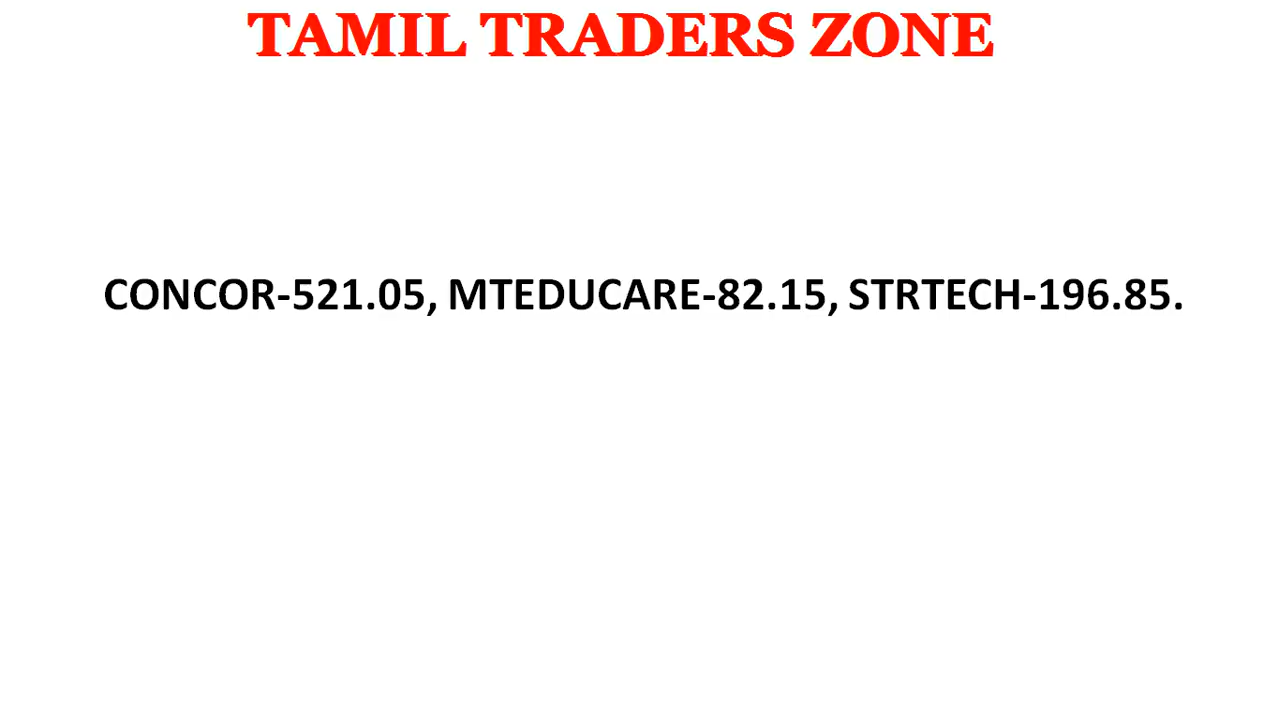 TAMIL TRADERS ZONE
CONCOR-521.05, MTEDUCARE-82.15, STRTECH-196.85.